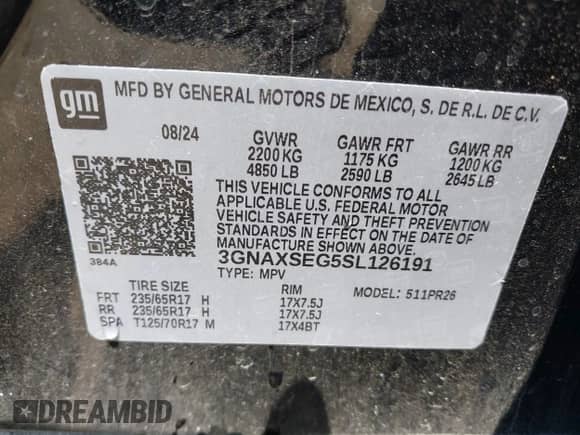 gm
MFD BY GENERAL MOTORS DE MEXICO, S. DE R.L. DE C.V.
08/24 GVWR GAWR FRT GAWR RR
2200 KG 1175 KG 1200 KG
4850 LB 2590 LB 2645 LB
THIS VEHICLE CONFORMS TO ALL
APPLICABLE U.S. FEDERAL MOTOR
VEHICLE SAFETY AND THEFT PREVENTION
STANDARDS IN EFFECT ON THE DATE OF
MANUFACTURE SHOWN ABOVE.
384A
3GNAXSEG5SL126191
TYPE: MPV MODEL: 511PR26
TIRE SIZE RIM
FRT 235/65R17 H 17X7.5J
RR 235/65R17 H 17X7.5J
SPA T125/70R17 M 17X4BT
DREAMBID